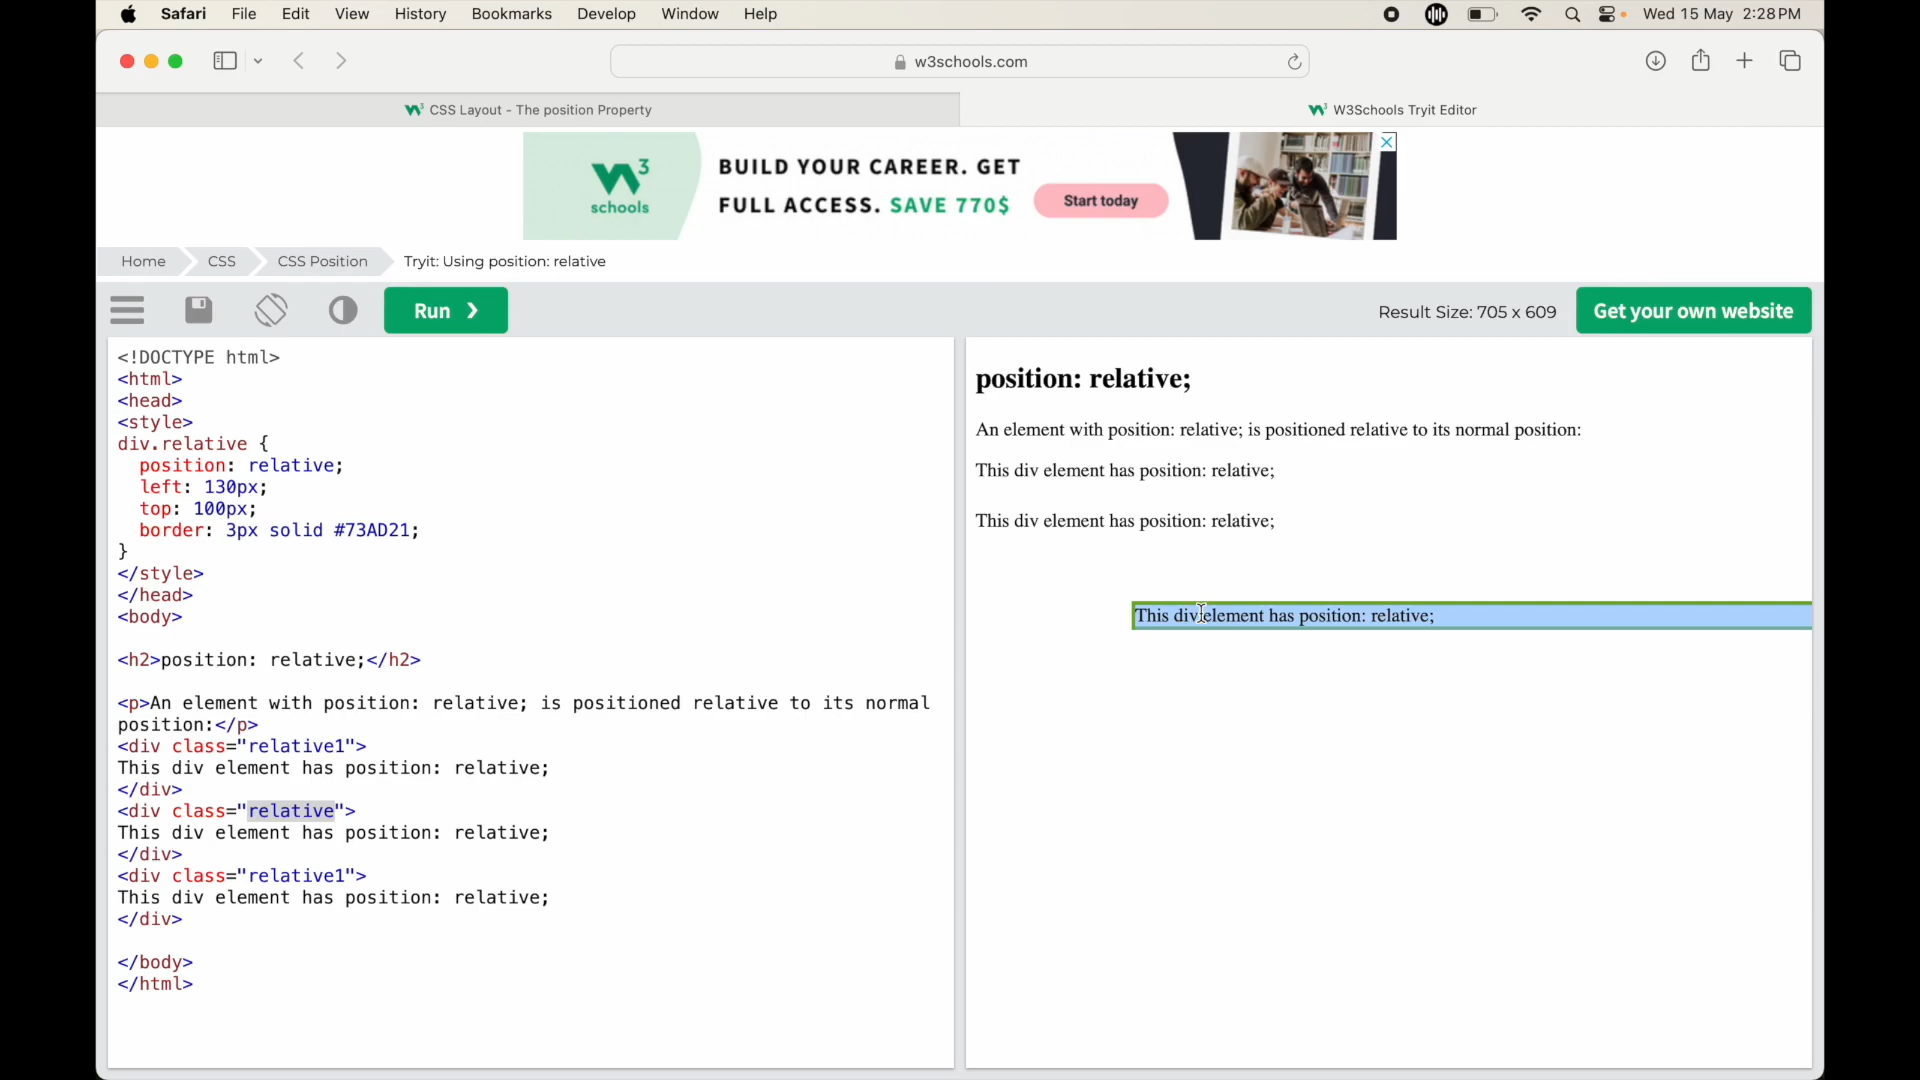 Safari File Edit View History Bookmarks Develop Window Help Wed 15 May 2:28 PM
w3schools.com
CSS Layout - The position Property W3Schools Tryit Editor
W3 schools
BUILD YOUR CAREER. GET
FULL ACCESS. SAVE 770$
Start today
Home CSS CSS Position Tryit: Using position: relative
Run ❯ Result Size: 705 x 609 Get your own website
<!DOCTYPE html>
<html>
<head>
<style>
div.relative {
  position: relative;
  left: 130px;
  top: 100px;
  border: 3px solid #73AD21;
}
</style>
</head>
<body>
<h2>position: relative;</h2>
<p>An element with position: relative; is positioned relative to its normal
position:</p>
<div class="relative1">
This div element has position: relative;
</div>
<div class="relative">
This div element has position: relative;
</div>
<div class="relative1">
This div element has position: relative;
</div>
</body>
</html>
position: relative;
An element with position: relative; is positioned relative to its normal position:
This div element has position: relative;
This div element has position: relative;
This div element has position: relative;